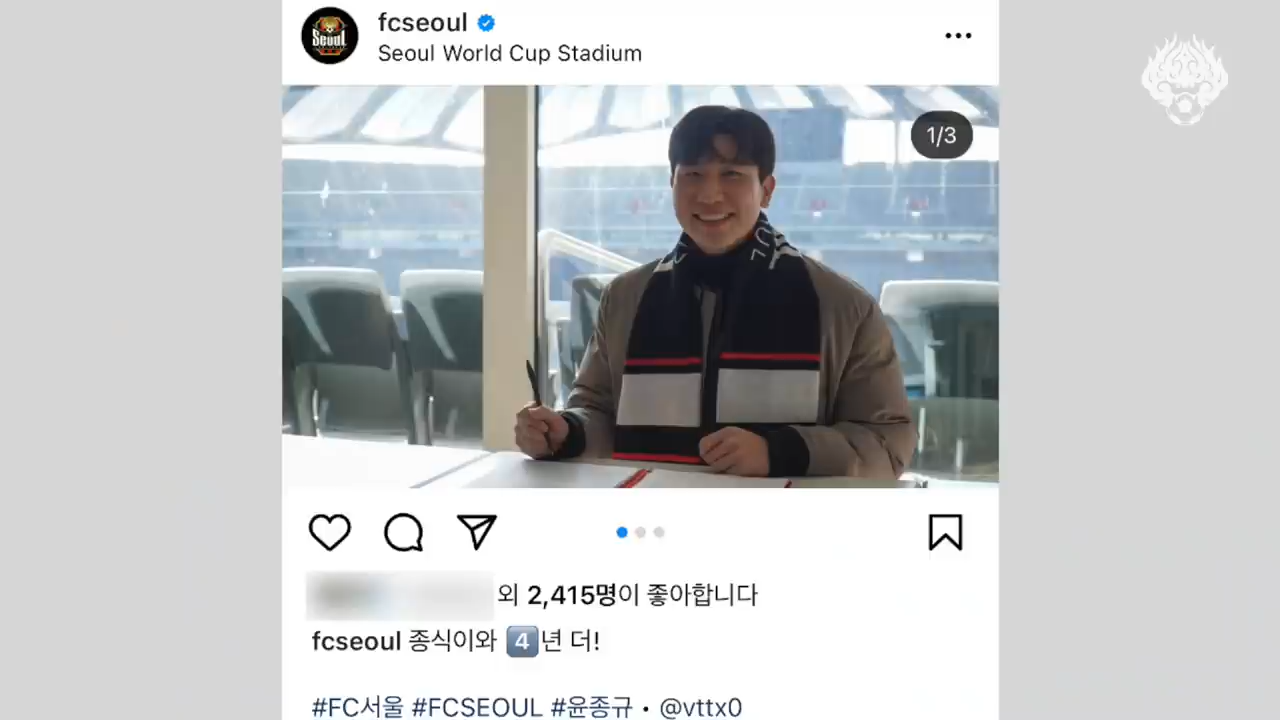 fcseoul
Seoul World Cup Stadium
Seoul
1/3
외 2,415명이 좋아합니다
fcseoul 종식이와 4️⃣년 더!
#FC서울 #FCSEOUL #윤종규 • @vttx0